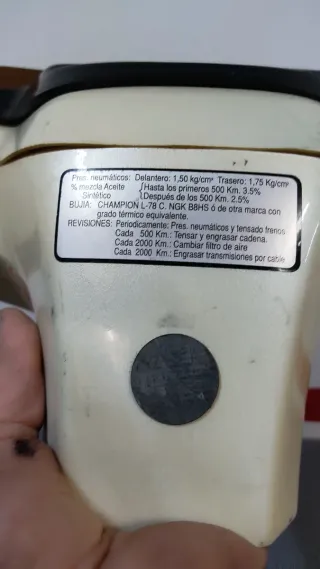 Pres. neumáticos: Delantero: 1,50 kg/cm² Trasero: 1,75 Kg/cm²
% mezcla Aceite { Hasta los primeros 500 Km. 3.5%
Sintético { Después de los 500 Km. 2.5%
BUJIA: CHAMPION L-78 C. NGK B8HS ó de otra marca con
grado térmico equivalente.
REVISIONES: Periodicamente: Pres. neumáticos y tensado frenos
Cada 500 Km.: Tensar y engrasar cadena.
Cada 2000 Km.: Cambiar filtro de aire
Cada 2000 Km.: Engrasar transmisiones por cable